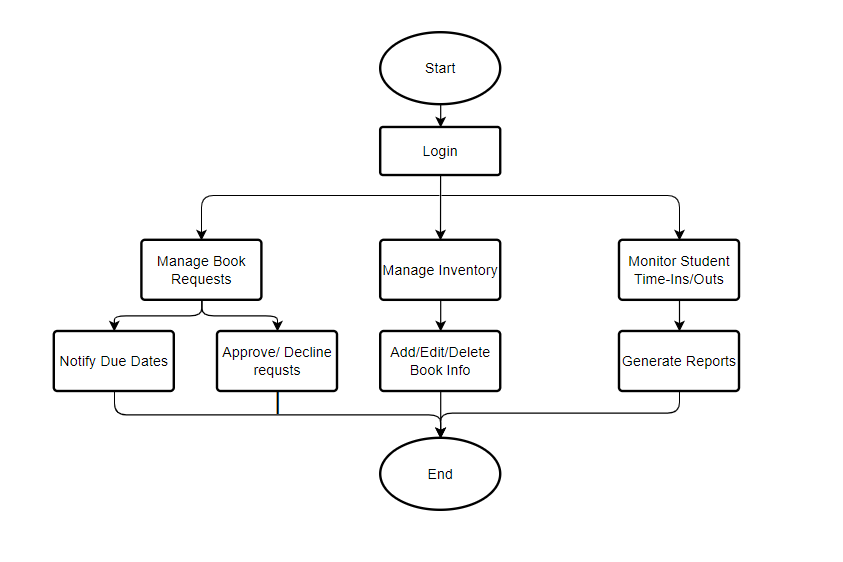 Start
Login
Manage Book
Requests
Manage Inventory
Monitor Student
Time-Ins/Outs
Notify Due Dates
Approve/ Decline
requsts
Add/Edit/Delete
Book Info
Generate Reports
End